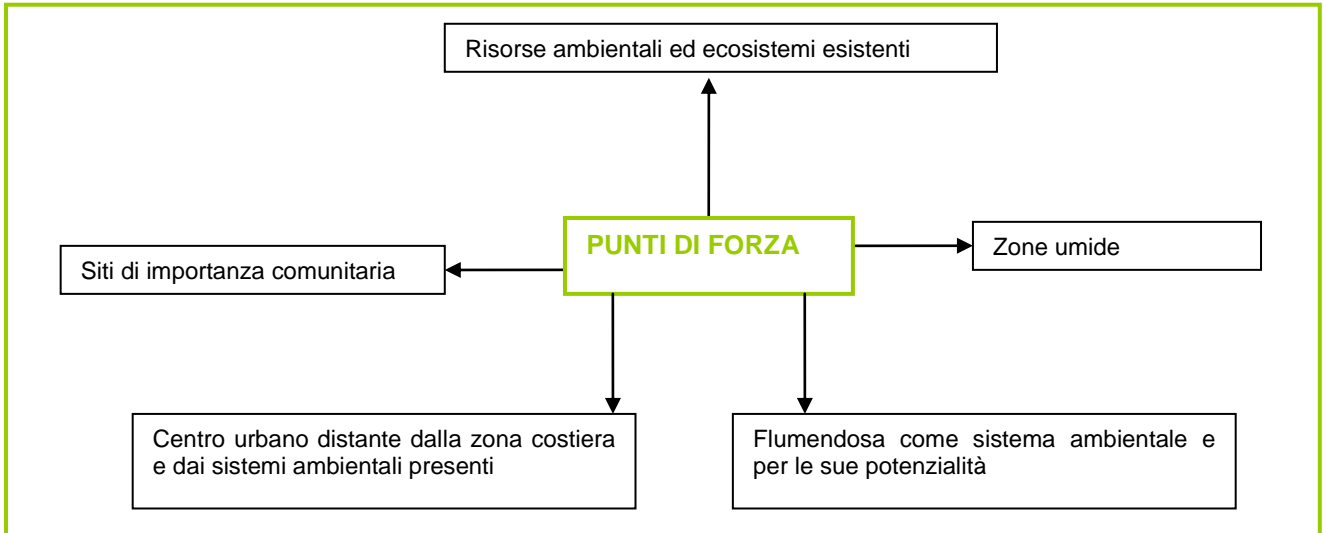 Risorse ambientali ed ecosistemi esistenti
PUNTI DI FORZA
Zone umide
Siti di importanza comunitaria
Centro urbano distante dalla zona costiera
e dai sistemi ambientali presenti
Flumendosa come sistema ambientale e
per le sue potenzialità